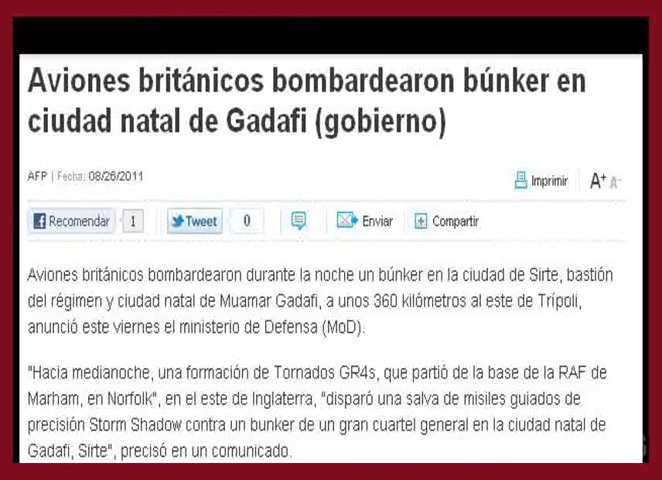 Aviones británicos bombardearon búnker en
ciudad natal de Gadafi (gobierno)
AFP | Fecha: 08/26/2011
Imprimir A+ A-
Recomendar 1 Tweet 0 Enviar Compartir
Aviones británicos bombardearon durante la noche un búnker en la ciudad de Sirte, bastión
del régimen y ciudad natal de Muamar Gadafi, a unos 360 kilómetros al este de Trípoli,
anunció este viernes el ministerio de Defensa (MoD).
"Hacia medianoche, una formación de Tornados GR4s, que partió de la base de la RAF de
Marham, en Norfolk", en el este de Inglaterra, "disparó una salva de misiles guiados de
precisión Storm Shadow contra un bunker de un gran cuartel general en la ciudad natal de
Gadafi, Sirte", precisó en un comunicado.